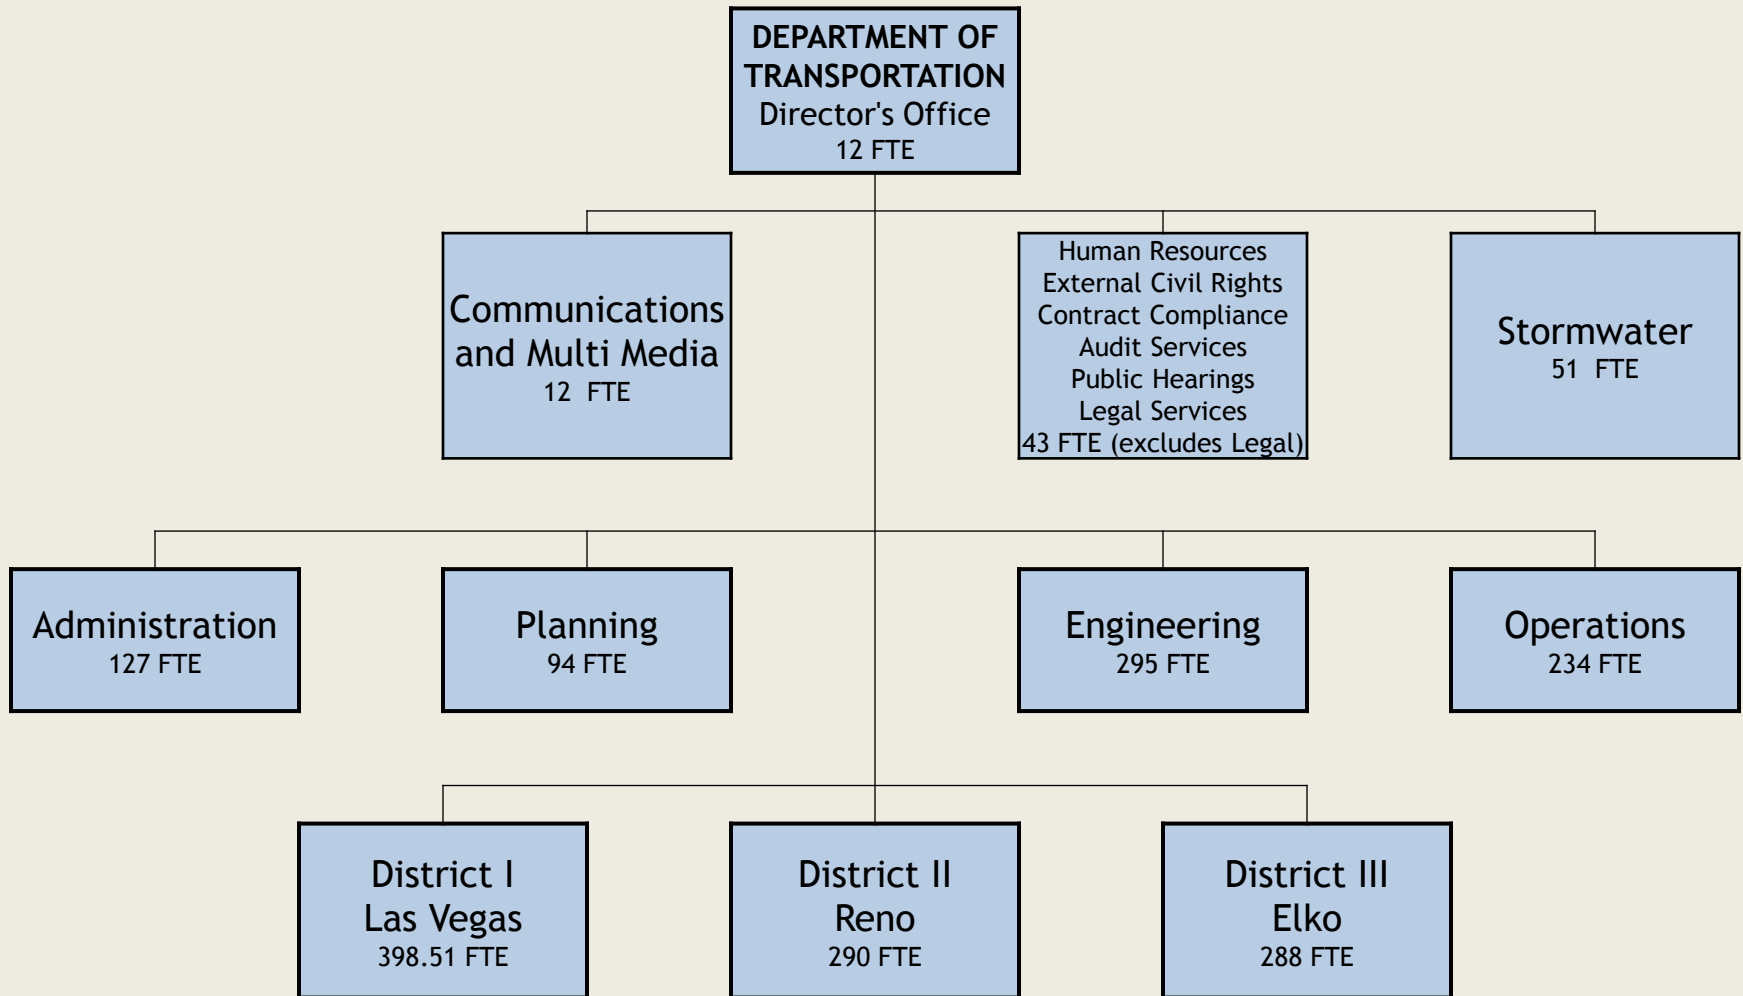 DEPARTMENT OF
TRANSPORTATION
Director's Office
12 FTE
Communications
and Multi Media
12 FTE
Human Resources
External Civil Rights
Contract Compliance
Audit Services
Public Hearings
Legal Services
43 FTE (excludes Legal)
Stormwater
51 FTE
Administration
127 FTE
Planning
94 FTE
Engineering
295 FTE
Operations
234 FTE
District I
Las Vegas
398.51 FTE
District II
Reno
290 FTE
District III
Elko
288 FTE